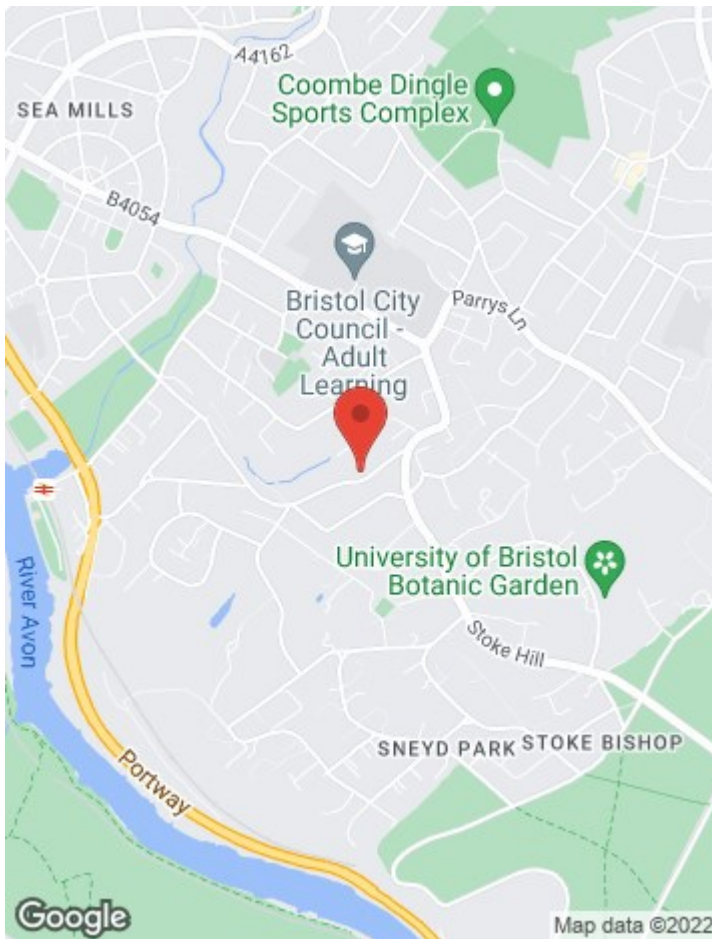 A4162
Coombe Dingle
Sports Complex
SEA MILLS
B4054
Bristol City
Council -
Adult
Learning
Parrys Ln
University of Bristol
Botanic Garden
River Avon
Stoke Hill
SNEYD PARK
STOKE BISHOP
Portway
Google
Map data ©2022